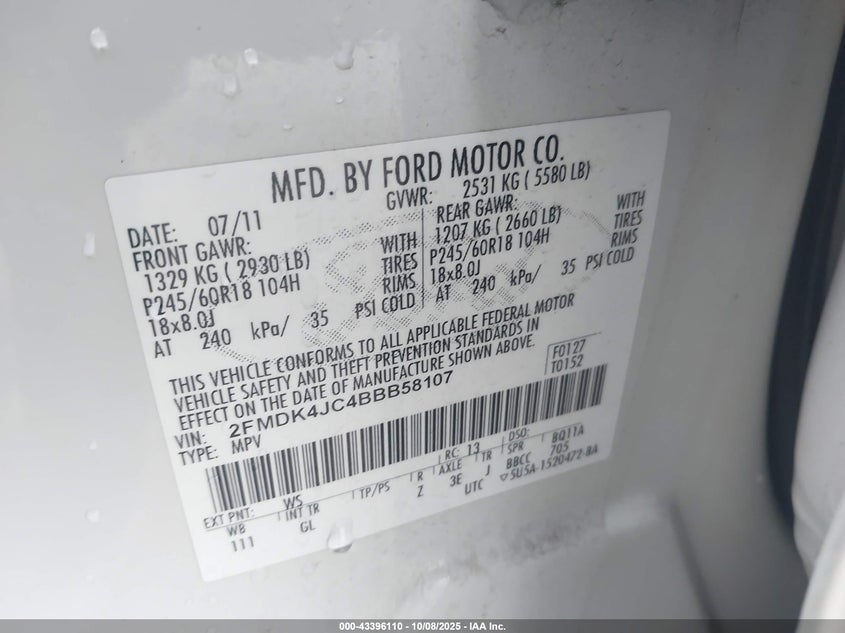 MFD. BY FORD MOTOR CO.
DATE: 07/11
GVWR: 2531 KG ( 5580 LB)
FRONT GAWR:
1329 KG ( 2930 LB)
WITH
P245/60R18 104H
TIRES
18x8.0J
RIMS
AT 240 kPa/ 35 PSI COLD
REAR GAWR:
1207 KG ( 2660 LB)
WITH
P245/60R18 104H
TIRES
18x8.0J
RIMS
AT 240 kPa/ 35 PSI COLD
THIS VEHICLE CONFORMS TO ALL APPLICABLE FEDERAL MOTOR
VEHICLE SAFETY AND THEFT PREVENTION STANDARDS IN
EFFECT ON THE DATE OF MANUFACTURE SHOWN ABOVE.
F0127
T0152
VIN: 2FMDK4JC4BBB58107
TYPE: MPV
EXT PNT: WS
RC: 13
DSO:
WB
INT TR
TP/PS
R
AXLE
TR
SPR
BQ11A
111
GL
Z
3E
J
BBCC
705
UTC
5U5A-1520472-BA
000-43396110 - 10/08/2025 - IAA Inc.